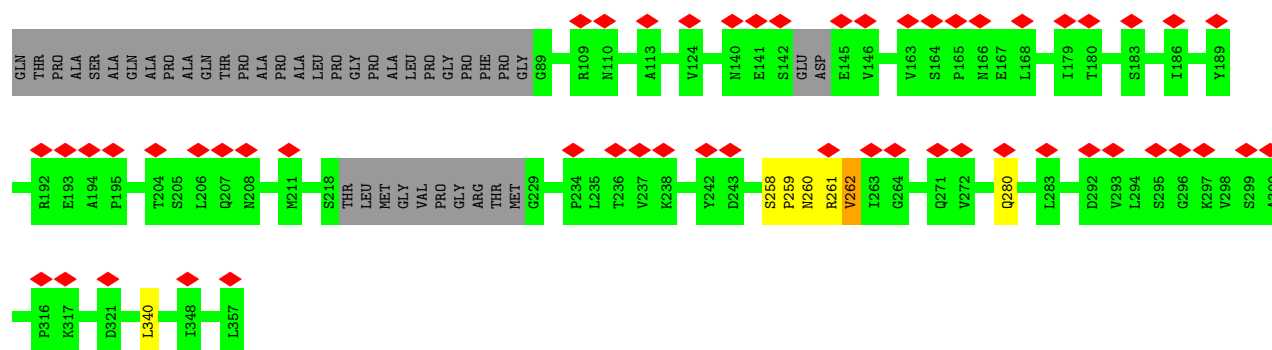 GLN THR PRO ALA SER ALA GLN ALA PRO ALA GLN THR PRO ALA PRO ALA LEU PRO GLY PRO ALA LEU PRO GLY PRO PHE PRO GLY G89 R109 N110 A113 V124 N140 E141 S142 GLU ASP E145 V146 V163 S164 P165 N166 E167 L168 I179 T180 S183 I186 Y189
R192 E193 A194 P195 T204 S205 L206 Q207 N208 M211 S218 THR LEU MET GLY VAL PRO GLY ARG THR MET G229 P234 L235 T236 V237 K238 Y242 D243 S258 P259 N260 R261 V262 I263 G264 Q271 V272 Q280 L283 D292 V293 L294 S295 G296 K297 V298 S299
P316 K317 D321 L340 I348 L357